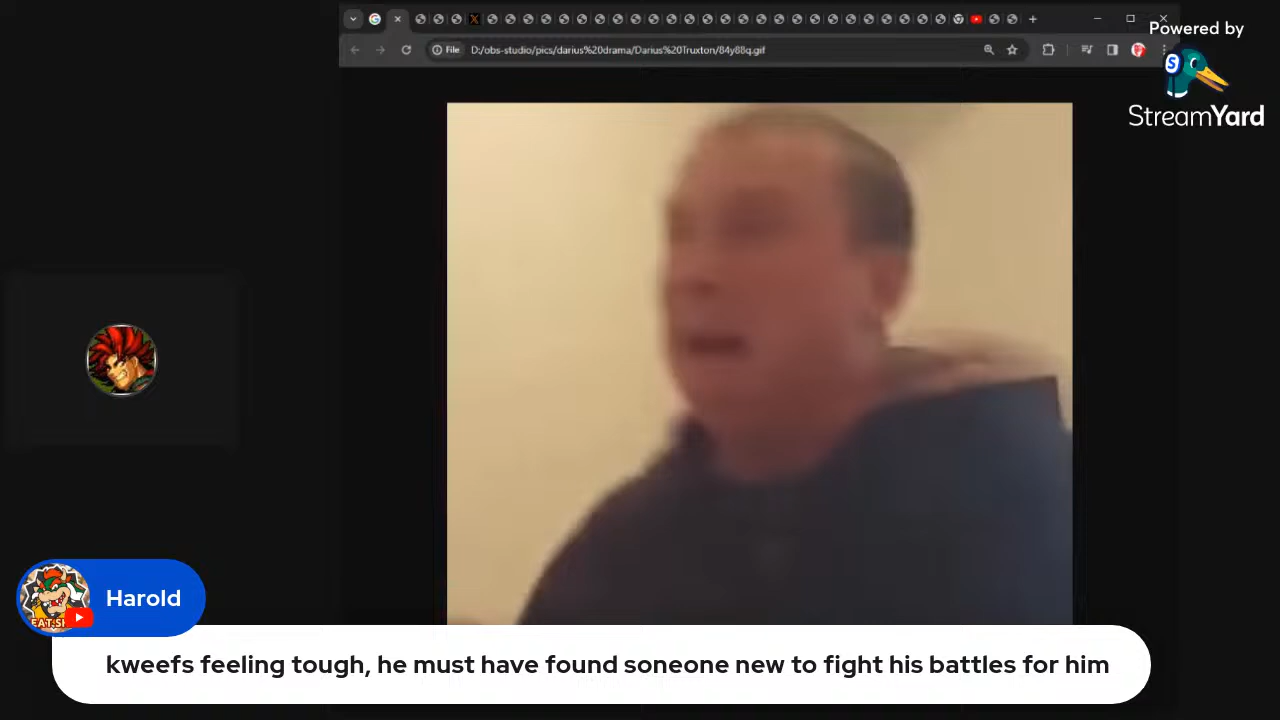 File D:/obs-studio/pics/darius%20drama/Darius%20Truxton/84y88q.gif
Powered by
StreamYard
Harold
kweefs feeling tough, he must have found soneone new to fight his battles for him